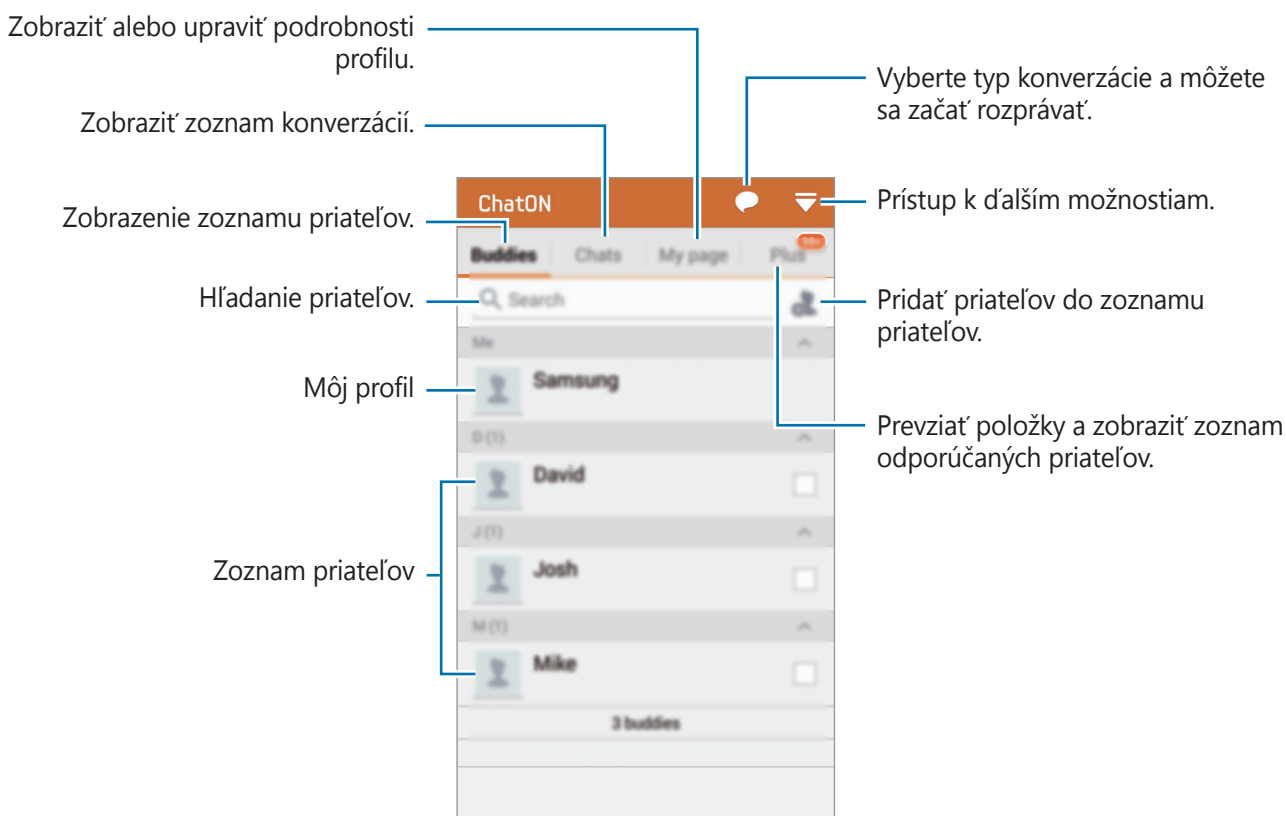 Zobraziť alebo upraviť podrobnosti
profilu.
Zobraziť zoznam konverzácií.
Zobrazenie zoznamu priateľov.
Hľadanie priateľov.
Môj profil
Zoznam priateľov
Vyberte typ konverzácie a môžete
sa začať rozprávať.
Prístup k ďalším možnostiam.
Pridať priateľov do zoznamu
priateľov.
Prevziať položky a zobraziť zoznam
odporúčaných priateľov.
ChatON
Buddies Chats My page Plus
Search
Me
Samsung
D (1)
David
J (1)
Josh
M (1)
Mike
3 buddies